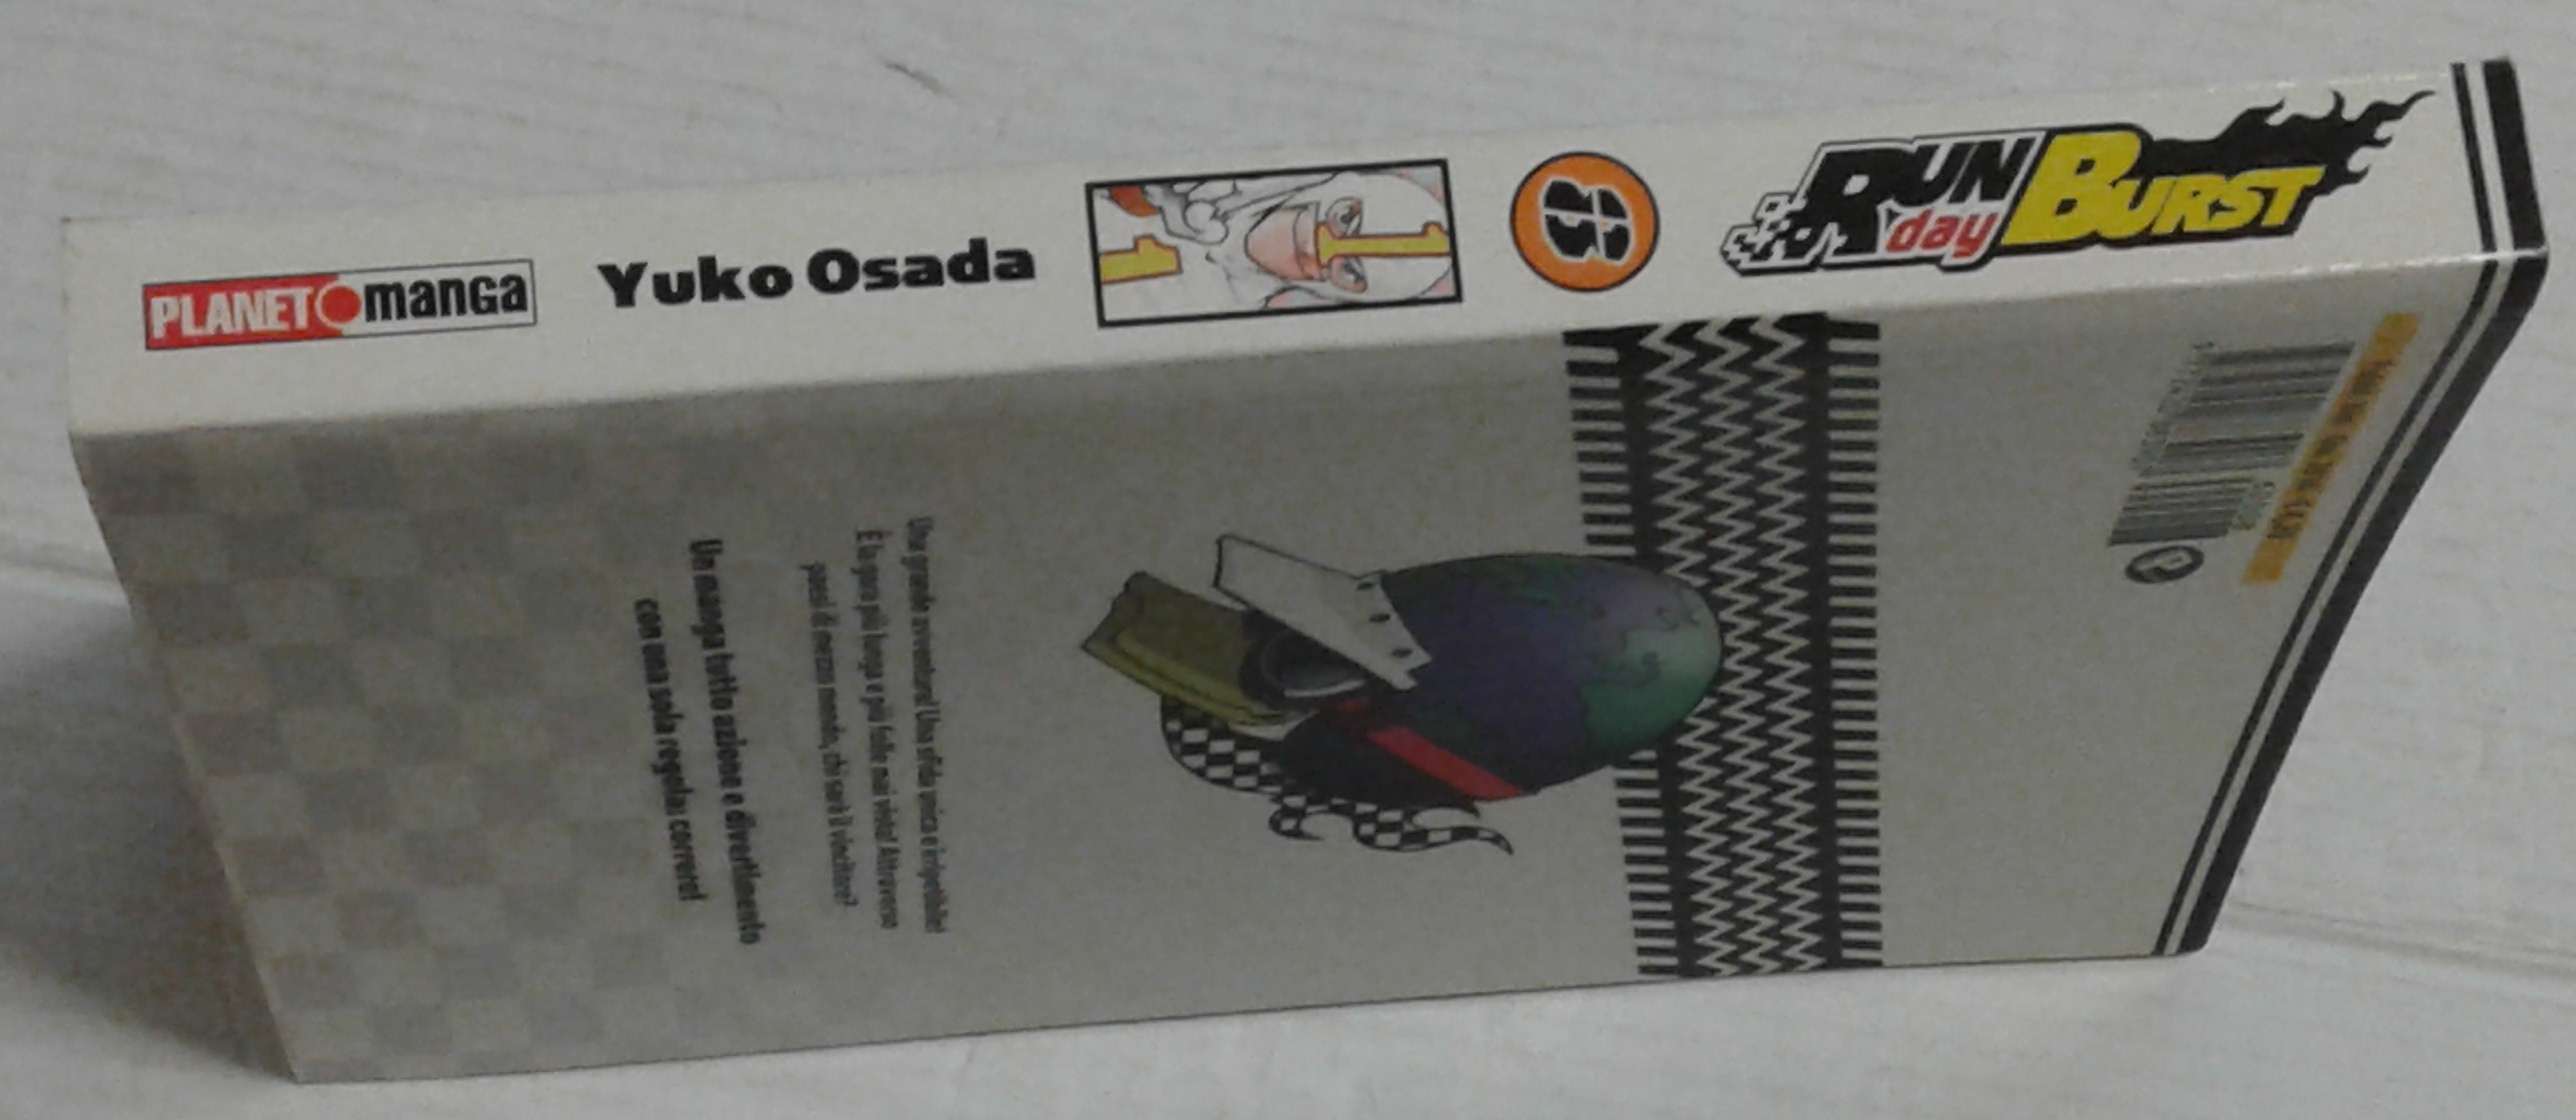 PLANET manga
Yuko Osada
11
RUN day BURST
Una grande avventura! Una sfida unica e irripetibile!
È la gara più lunga e più folle mai vista! Attraverso
paesi di mezzo mondo, chi sarà il vincitore?
Un manga tutto azione e divertimento
con una sola regola: correre!